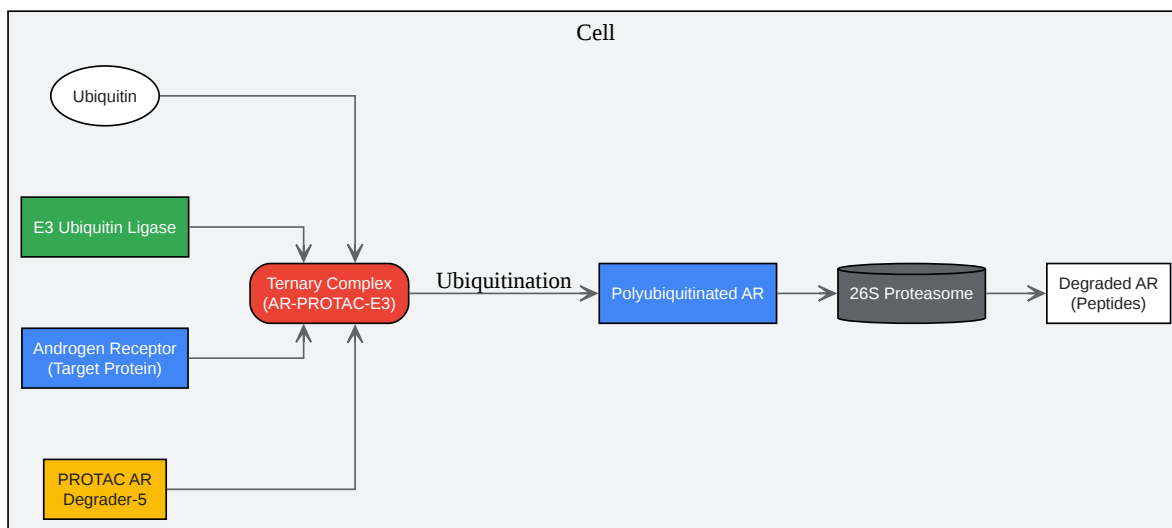 Cell
Ubiquitin
E3 Ubiquitin Ligase
Ternary Complex
(AR-PROTAC-E3)
Ubiquitination
Polyubiquitinated AR
26S Proteasome
Degraded AR
(Peptides)
Androgen Receptor
(Target Protein)
PROTAC AR
Degrader-5